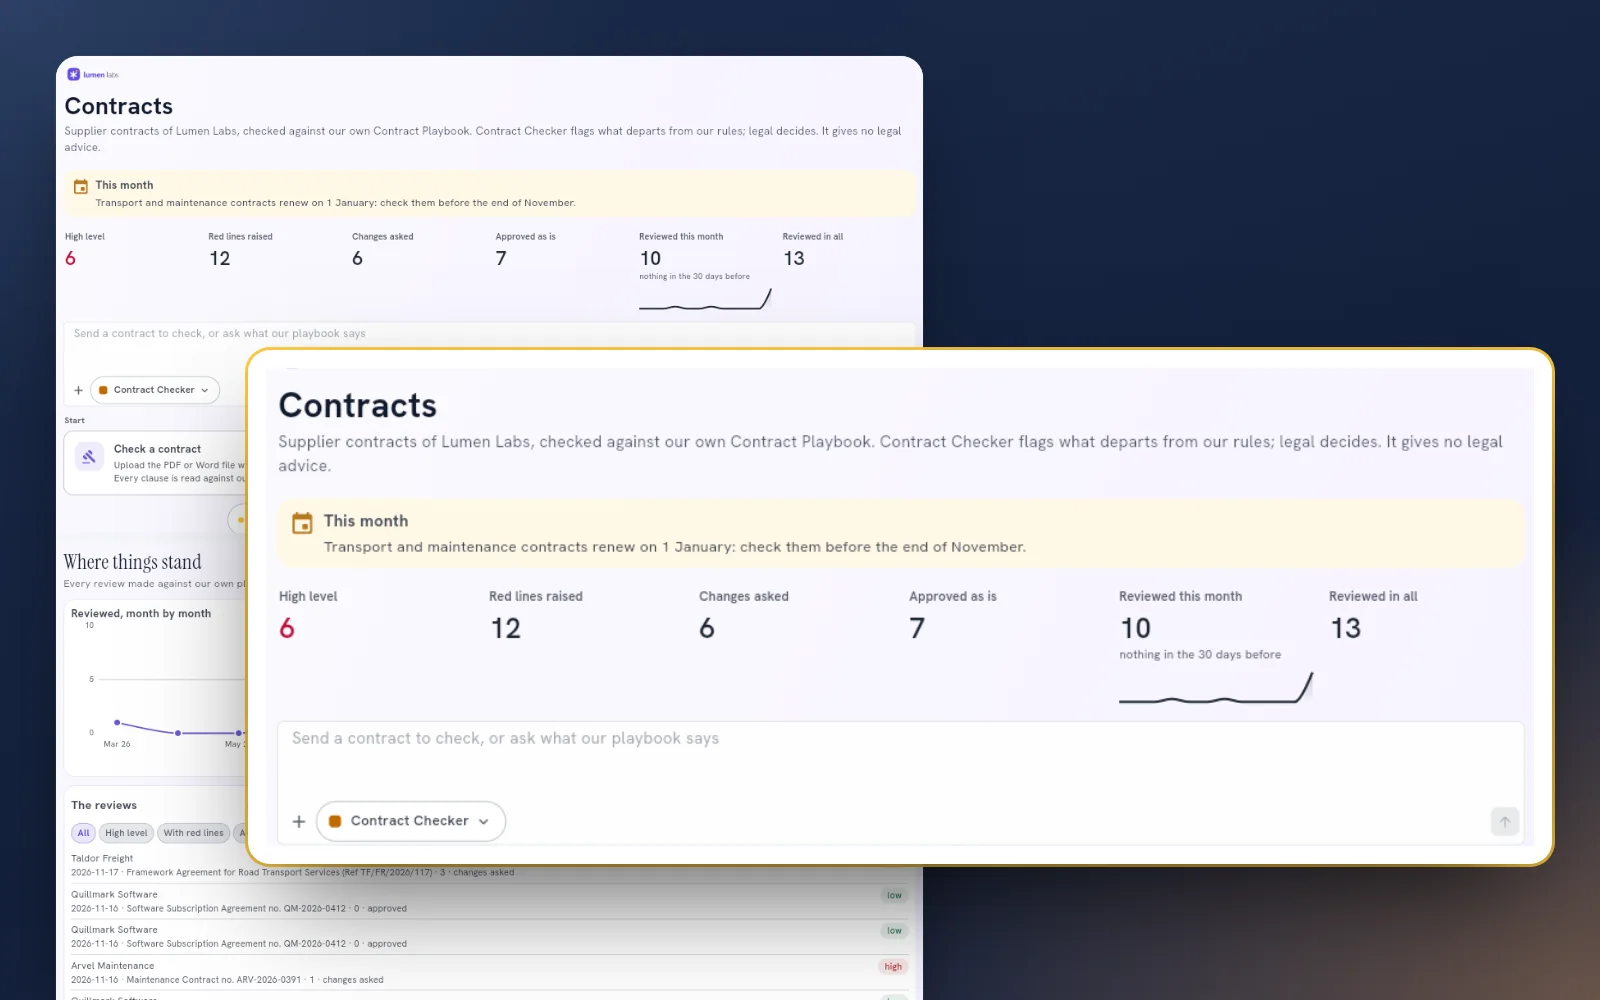 lumen labs
Contracts
Supplier contracts of Lumen Labs, checked against our own Contract Playbook. Contract Checker flags what departs from our rules; legal decides. It gives no legal
advice.
This month
Transport and maintenance contracts renew on 1 January: check them before the end of November.
High level
6
Red lines raised
12
Changes asked
6
Approved as is
7
Reviewed this month
10
nothing in the 30 days before
Reviewed in all
13
Send a contract to check, or ask what our playbook says
Contract Checker
Start
Check a contract
Upload the PDF or Word file
Every clause is read against
Where things stand
Every review made against our own
Reviewed, month by month
10
5
0
Mar 26
May
The reviews
All
High level
With red lines
Taldor Freight
2026-11-17 · Framework Agreement for Road Transport Services (Ref TF/FR/2026/117) · 3 · changes asked
Quillmark Software
2026-11-16 · Software Subscription Agreement no. QM-2026-0412 · 0 · approved
low
Quillmark Software
2026-11-16 · Software Subscription Agreement no. QM-2026-0412 · 0 · approved
low
Arvel Maintenance
2026-11-16 · Maintenance Contract no. ARV-2026-0391 · 1 · changes asked
high
Contracts
Supplier contracts of Lumen Labs, checked against our own Contract Playbook. Contract Checker flags what departs from our rules; legal decides. It gives no legal
advice.
This month
Transport and maintenance contracts renew on 1 January: check them before the end of November.
High level
6
Red lines raised
12
Changes asked
6
Approved as is
7
Reviewed this month
10
nothing in the 30 days before
Reviewed in all
13
Send a contract to check, or ask what our playbook says
Contract Checker